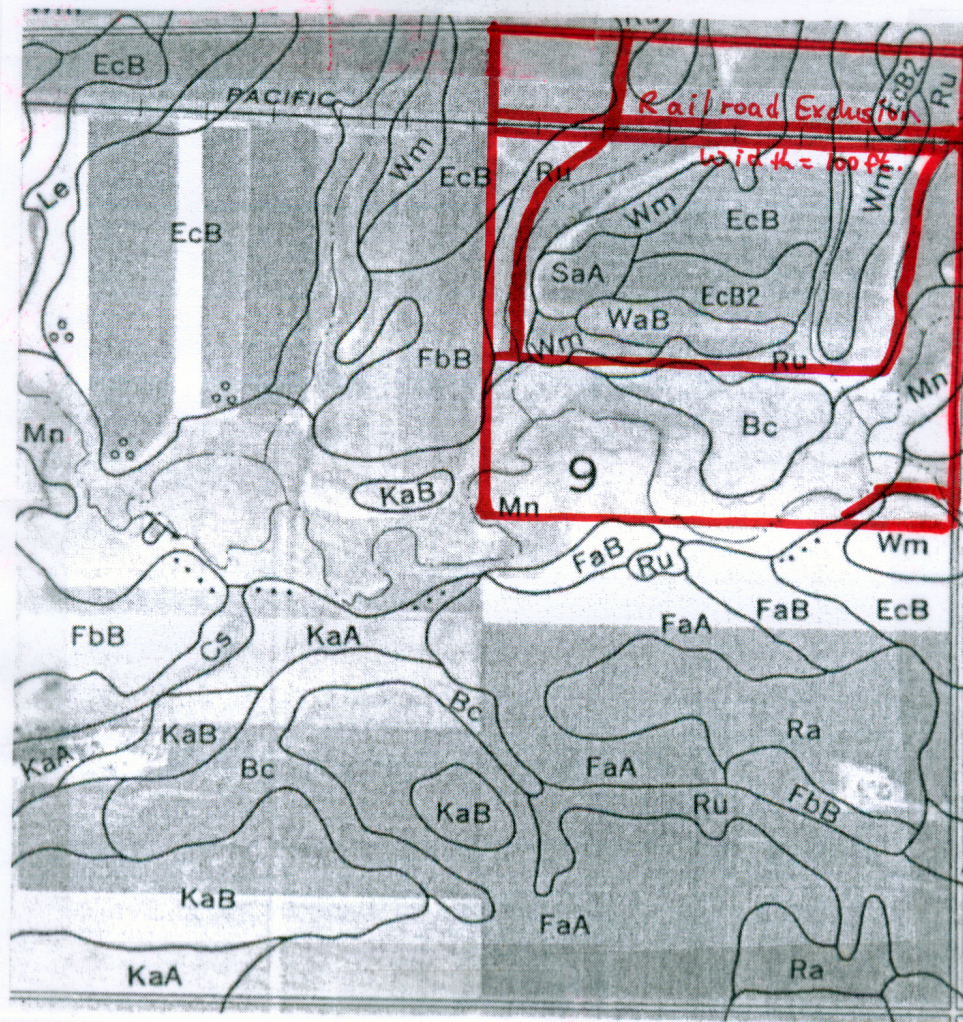 EcB
EcB2
Ru
PACIFIC
Railroad Exclusion
Width = 100 ft.
Wm
EcB
Ru
Wm
Le
EcB
Wm
EcB
SaA
EcB2
WaB
FbB
Wm
Ru
Mn
Mn
Bc
9
KaB
Mn
Wm
FaB
Ru
FbB
Cs
KaA
FaA
FaB
EcB
Bc
Ra
KaA
KaB
Bc
FaA
KaB
Ru
FbB
KaB
FaA
KaA
Ra